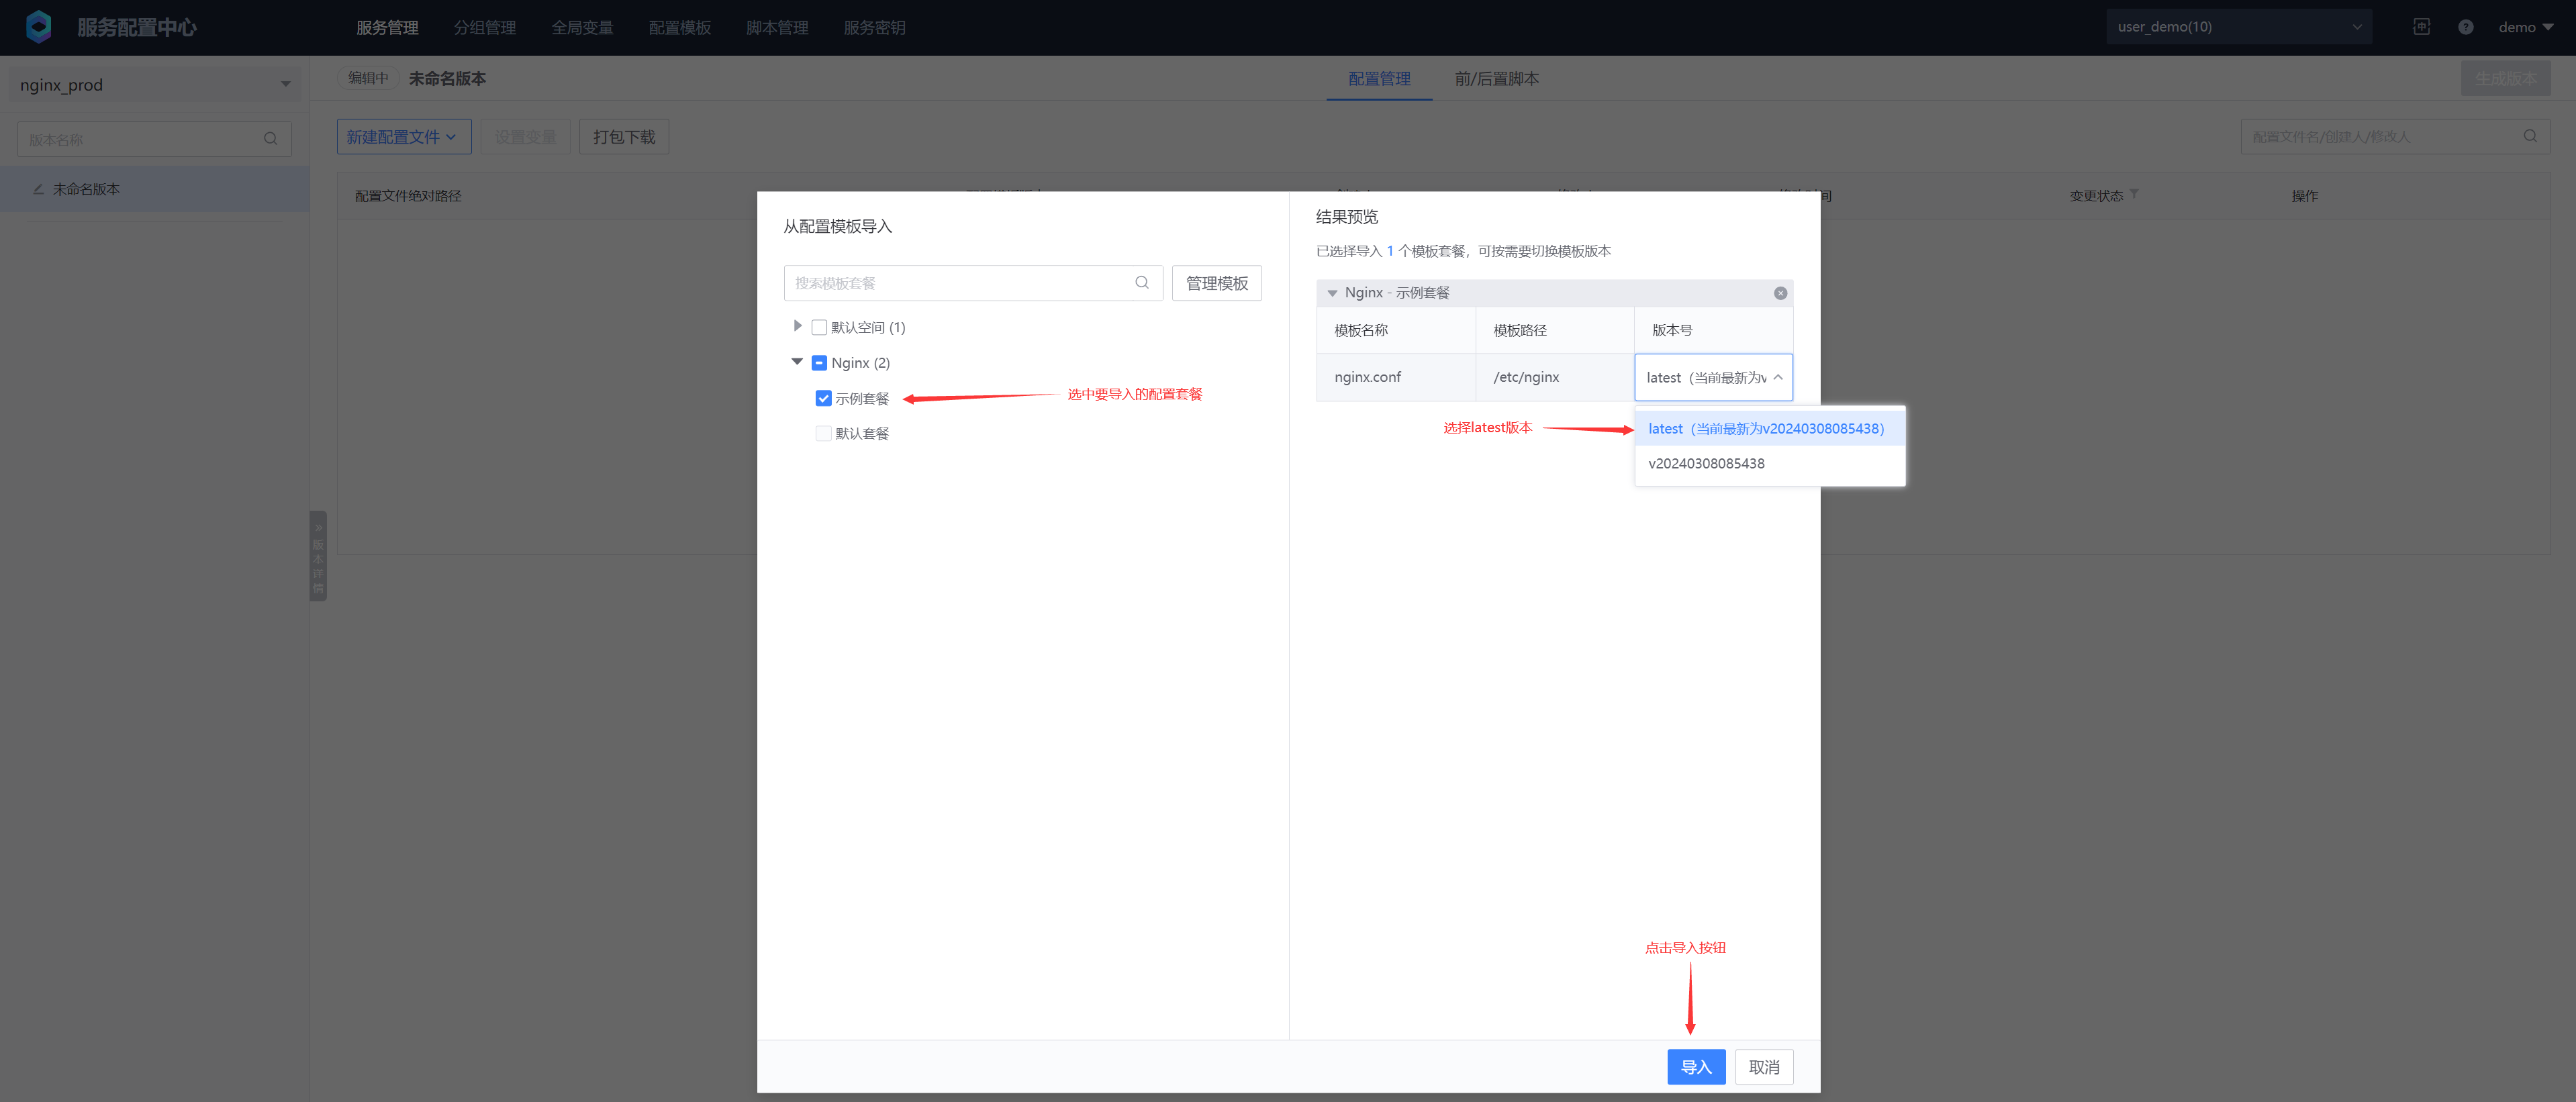 服务配置中心
服务管理
分组管理
全局变量
配置模板
脚本管理
服务密钥
user_demo(10)
demo
nginx_prod
编辑中
未命名版本
配置管理
前/后置脚本
生成版本
版本名称
新建配置文件
设置变量
打包下载
配置文件名/创建人/修改人
未命名版本
配置文件绝对路径
变更状态
操作
版本详情
从配置模板导入
搜索模板套餐
管理模板
默认空间 (1)
Nginx (2)
示例套餐
选中要导入的配置套餐
默认套餐
结果预览
已选择导入 1 个模板套餐，可按需要切换模板版本
Nginx - 示例套餐
模板名称
模板路径
版本号
nginx.conf
/etc/nginx
latest（当前最新为v
选择latest版本
latest（当前最新为v20240308085438）
v20240308085438
点击导入按钮
导入
取消